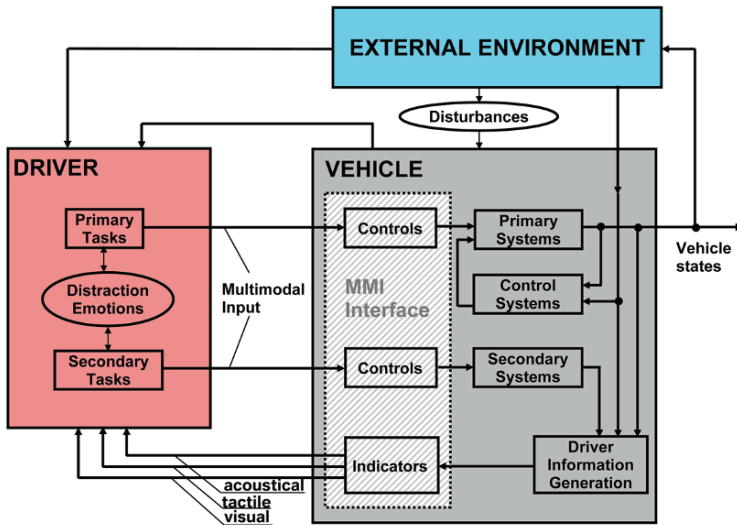 EXTERNAL ENVIRONMENT
Disturbances
DRIVER
VEHICLE
Primary
Tasks
Controls
Primary
Systems
Vehicle
states
Distraction
Emotions
Multimodal
Input
MMI
Interface
Control
Systems
Secondary
Tasks
Controls
Secondary
Systems
Indicators
Driver
Information
Generation
acoustical
tactile
visual